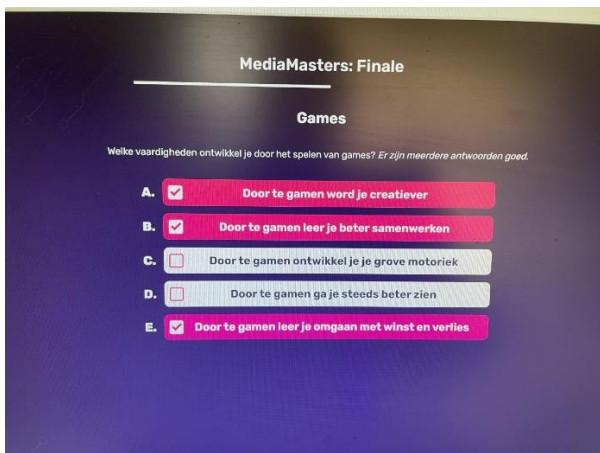 MediaMasters: Finale
Games
Welke vaardigheden ontwikkel je door het spelen van games? Er zijn meerdere antwoorden goed.
A. Door te gamen word je creatiever
B. Door te gamen leer je beter samenwerken
C. Door te gamen ontwikkel je je grove motoriek
D. Door te gamen ga je steeds beter zien
E. Door te gamen leer je omgaan met winst en verlies